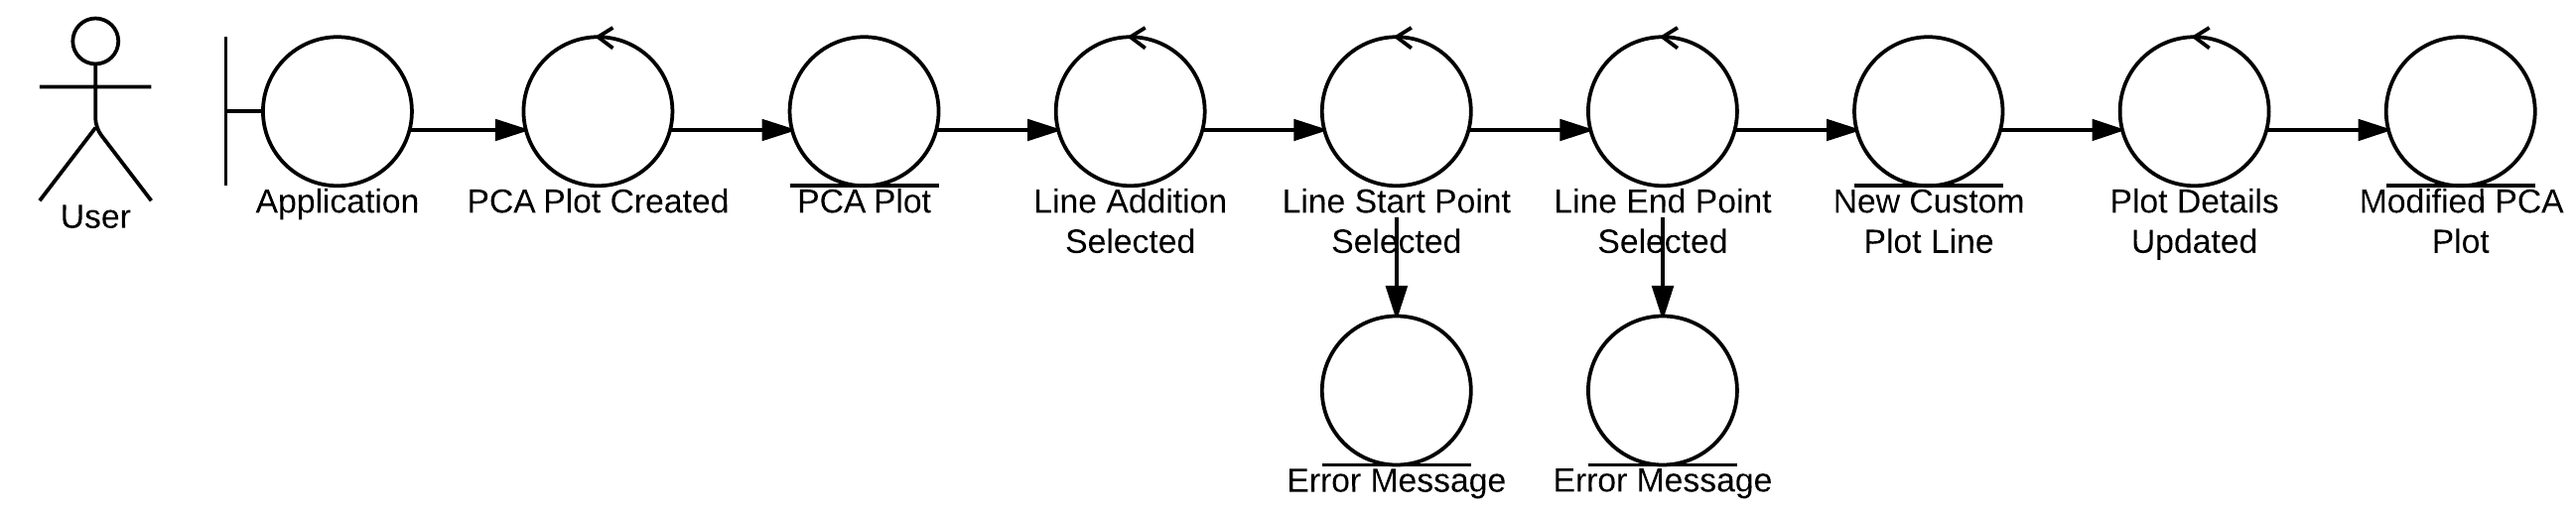 User
Application
PCA Plot Created
PCA Plot
Line Addition
Selected
Line Start Point
Selected
Line End Point
Selected
New Custom
Plot Line
Plot Details
Updated
Modified PCA
Plot
Error Message
Error Message